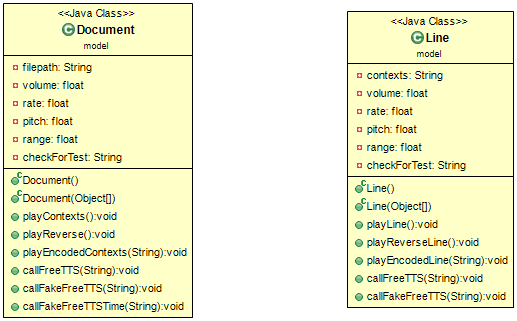 <<Java Class>>
Document
model
filepath: String
volume: float
rate: float
pitch: float
range: float
checkForTest: String
Document()
Document(Object[])
playContexts():void
playReverse():void
playEncodedContexts(String):void
callFreeTTS(String):void
callFakeFreeTTS(String):void
callFakeFreeTTSTime(String):void
<<Java Class>>
Line
model
contexts: String
volume: float
rate: float
pitch: float
range: float
checkForTest: String
Line()
Line(Object[])
playLine():void
playReverseLine():void
playEncodedLine(String):void
callFreeTTS(String):void
callFakeFreeTTS(String):void